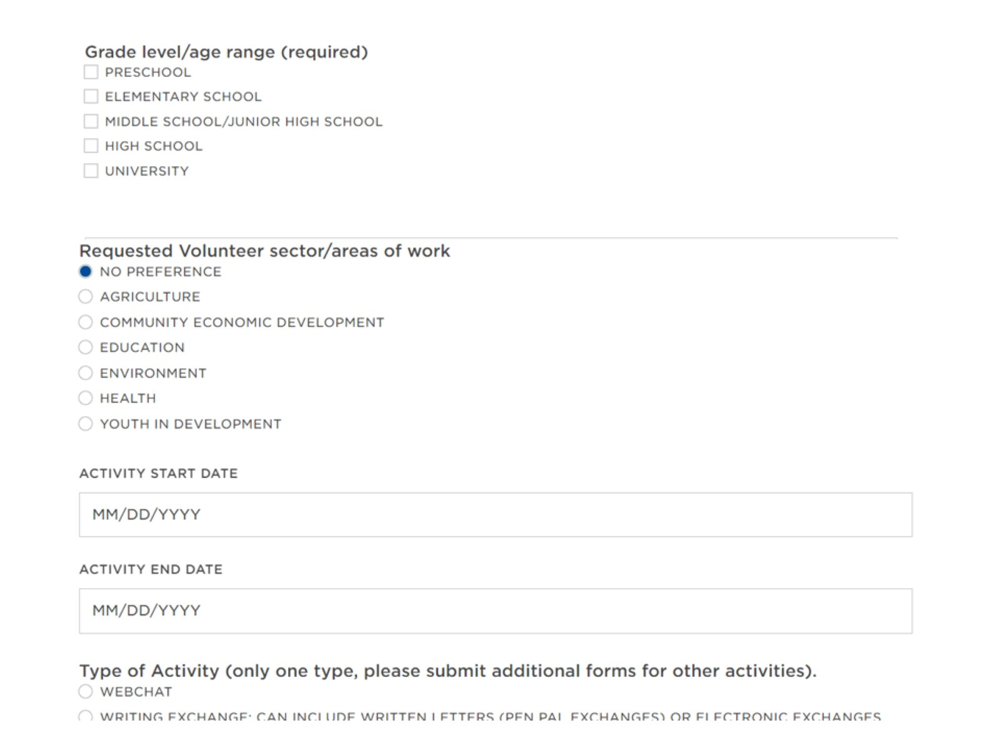 Grade level/age range (required)
PRESCHOOL
ELEMENTARY SCHOOL
MIDDLE SCHOOL/JUNIOR HIGH SCHOOL
HIGH SCHOOL
UNIVERSITY
Requested Volunteer sector/areas of work
NO PREFERENCE
AGRICULTURE
COMMUNITY ECONOMIC DEVELOPMENT
EDUCATION
ENVIRONMENT
HEALTH
YOUTH IN DEVELOPMENT
ACTIVITY START DATE
MM/DD/YYYY
ACTIVITY END DATE
MM/DD/YYYY
Type of Activity (only one type, please submit additional forms for other activities).
WEBCHAT
WRITING EXCHANGE: CAN INCLUDE WRITTEN LETTERS (PEN PAL EXCHANGES) OR ELECTRONIC EXCHANGES